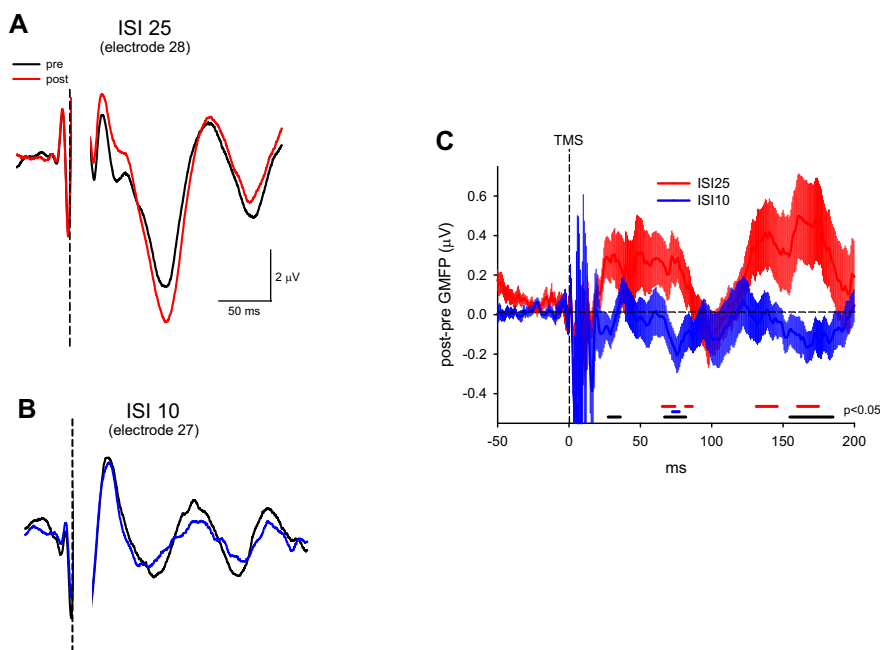 A
ISI 25
(electrode 28)
pre
post
2 μV
50 ms
B
ISI 10
(electrode 27)
C
TMS
ISI25
ISI10
post-pre GMFP (μV)
0.6
0.4
0.2
0.0
-0.2
-0.4
p<0.05
-50 0 50 100 150 200
ms